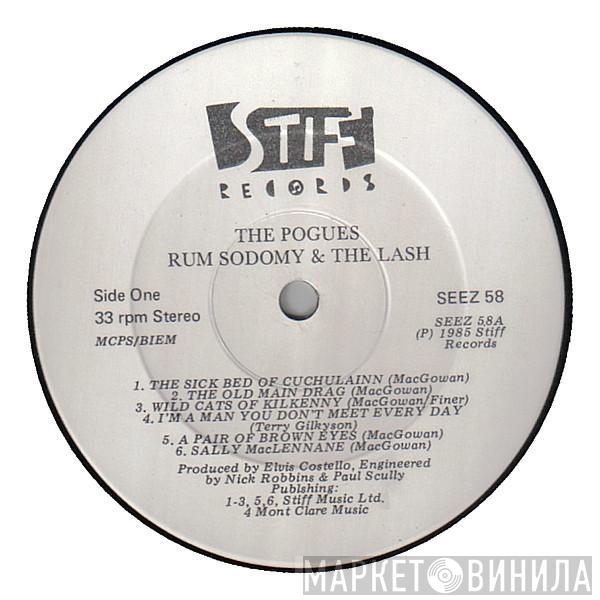 STIFF
RECORDS
THE POGUES
RUM SODOMY & THE LASH
Side One
33 rpm Stereo
MCPS/BIEM
SEEZ 58
SEEZ 58A
(P) 1985 Stiff
Records
1. THE SICK BED OF CUCHULAINN (MacGowan)
2. THE OLD MAIN DRAG (MacGowan)
3. WILD CATS OF KILKENNY (MacGowan/Finer)
4. I'M A MAN YOU DON'T MEET EVERY DAY
(Terry Gilkyson)
5. A PAIR OF BROWN EYES (MacGowan)
6. SALLY MacLENNANE (MacGowan)
Produced by Elvis Costello, Engineered
by Nick Robbins & Paul Scully
Publshing:
1-3, 5,6, Stiff Music Ltd.
4 Mont Clare Music
МАРКЕТ ВИНИЛА